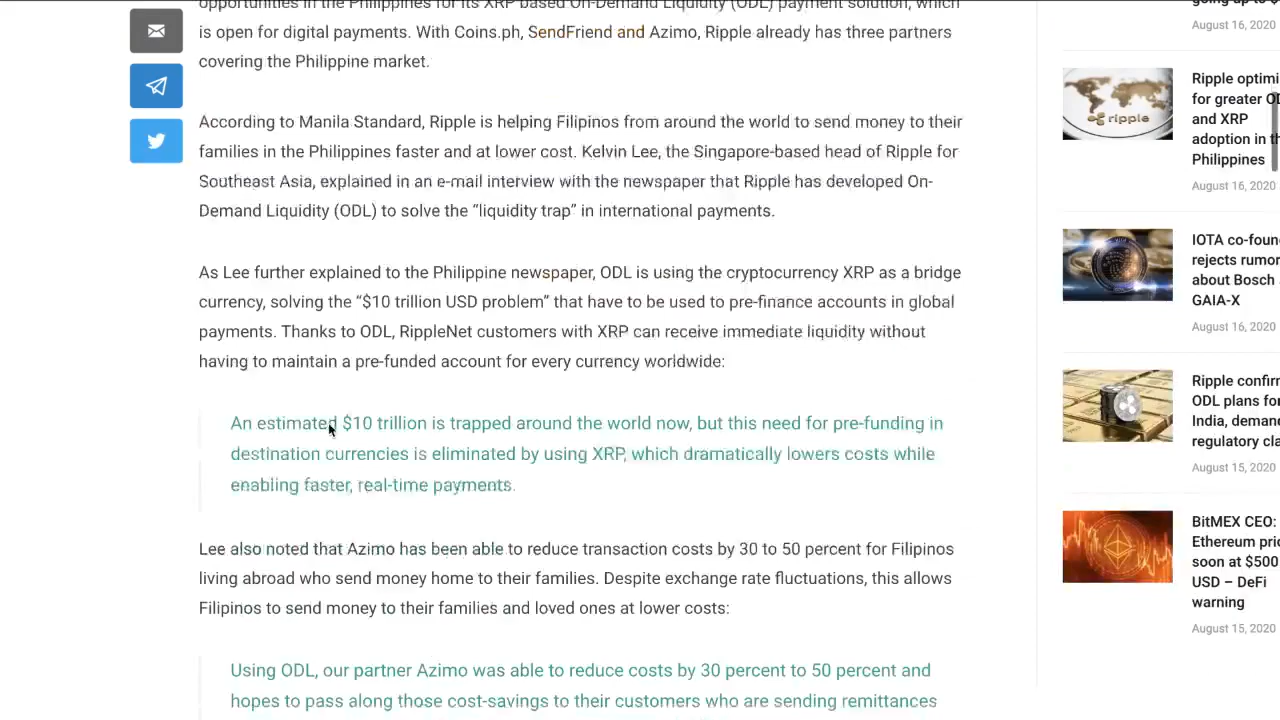 opportunities in the Philippines for its XRP based On-Demand Liquidity (ODL) payment solution, which
is open for digital payments. With Coins.ph, SendFriend and Azimo, Ripple already has three partners
covering the Philippine market.
According to Manila Standard, Ripple is helping Filipinos from around the world to send money to their
families in the Philippines faster and at lower cost. Kelvin Lee, the Singapore-based head of Ripple for
Southeast Asia, explained in an e-mail interview with the newspaper that Ripple has developed On-
Demand Liquidity (ODL) to solve the “liquidity trap” in international payments.
As Lee further explained to the Philippine newspaper, ODL is using the cryptocurrency XRP as a bridge
currency, solving the “$10 trillion USD problem” that have to be used to pre-finance accounts in global
payments. Thanks to ODL, RippleNet customers with XRP can receive immediate liquidity without
having to maintain a pre-funded account for every currency worldwide:
An estimated $10 trillion is trapped around the world now, but this need for pre-funding in
destination currencies is eliminated by using XRP, which dramatically lowers costs while
enabling faster, real-time payments.
Lee also noted that Azimo has been able to reduce transaction costs by 30 to 50 percent for Filipinos
living abroad who send money home to their families. Despite exchange rate fluctuations, this allows
Filipinos to send money to their families and loved ones at lower costs:
Using ODL, our partner Azimo was able to reduce costs by 30 percent to 50 percent and
hopes to pass along those cost-savings to their customers who are sending remittances
going up to $
August 16, 2020
ripple
Ripple optimi
for greater OD
and XRP
adoption in th
Philippines
August 16, 2020
IOTA co-foun
rejects rumor
about Bosch
GAIA-X
August 16, 2020
Ripple confir
ODL plans fo
India, deman
regulatory cla
August 15, 2020
BitMEX CEO:
Ethereum pric
soon at $500
USD – DeFi
warning
August 15, 2020